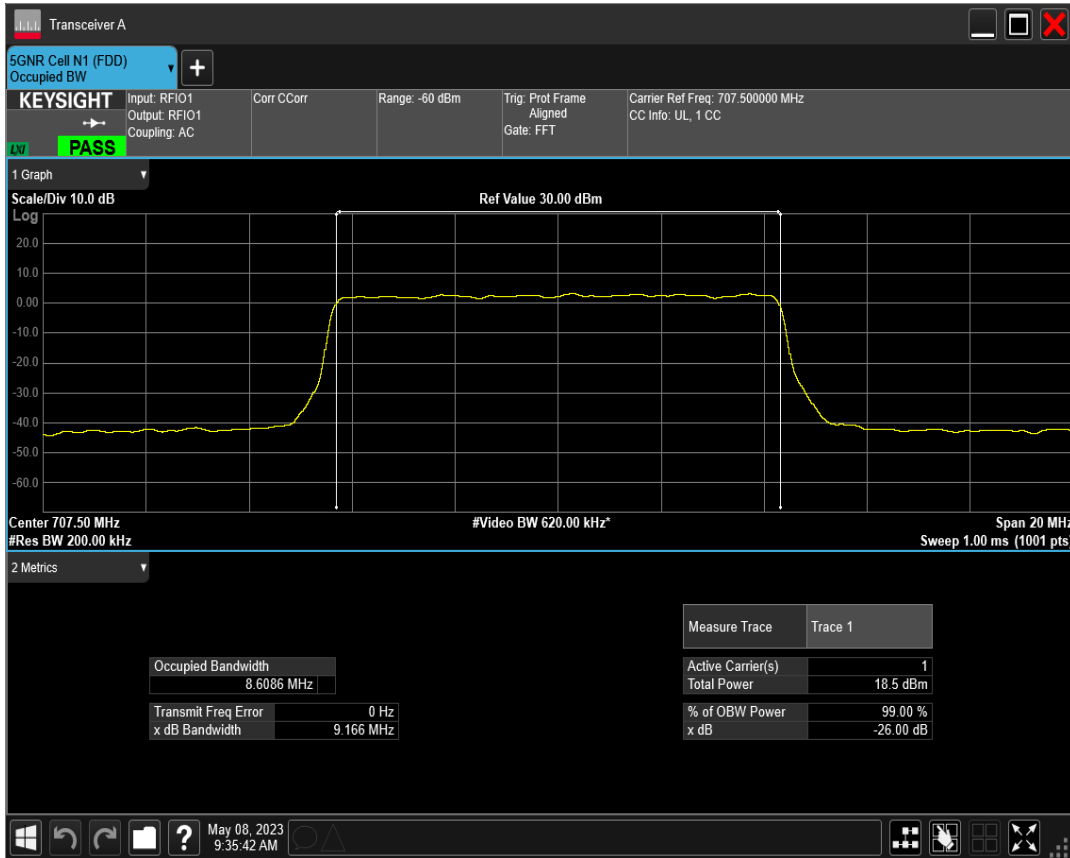 Transceiver A
5GNR Cell N1 (FDD)
Occupied BW
+
KEYSIGHT
LXI
PASS
Input: RFIO1
Output: RFIO1
Coupling: AC
Corr CCorr
Range: -60 dBm
Trig: Prot Frame
Aligned
Gate: FFT
Carrier Ref Freq: 707.500000 MHz
CC Info: UL, 1 CC
1 Graph
Scale/Div 10.0 dB
Ref Value 30.00 dBm
Log
20.0
10.0
0.00
-10.0
-20.0
-30.0
-40.0
-50.0
-60.0
Center 707.50 MHz
#Video BW 620.00 kHz*
Span 20 MHz
#Res BW 200.00 kHz
Sweep 1.00 ms (1001 pts)
2 Metrics
Measure Trace Trace 1
Occupied Bandwidth
8.6086 MHz
Active Carrier(s) 1
Total Power 18.5 dBm
Transmit Freq Error 0 Hz
x dB Bandwidth 9.166 MHz
% of OBW Power 99.00 %
x dB -26.00 dB
?
May 08, 2023
9:35:42 AM